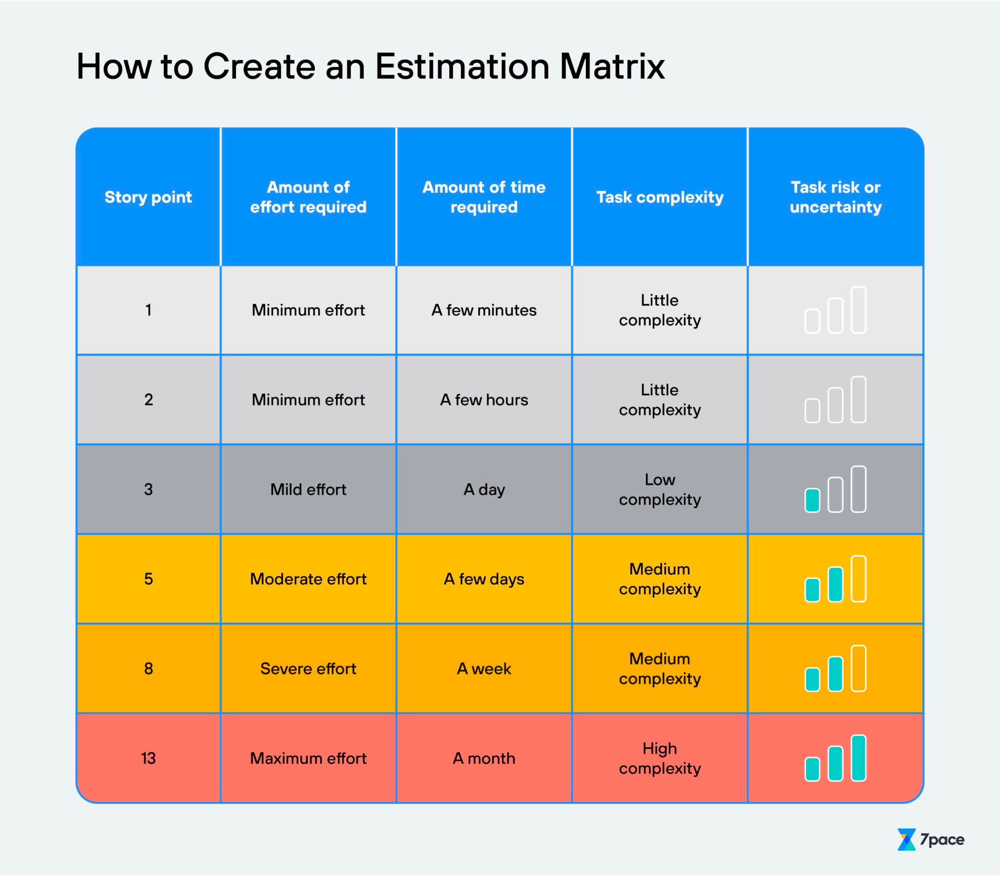 How to Create an Estimation Matrix
Story point
Amount of
effort required
Amount of time
required
Task complexity
Task risk or
uncertainty
1
Minimum effort
A few minutes
Little
complexity
2
Minimum effort
A few hours
Little
complexity
3
Mild effort
A day
Low
complexity
5
Moderate effort
A few days
Medium
complexity
8
Severe effort
A week
Medium
complexity
13
Maximum effort
A month
High
complexity
7pace